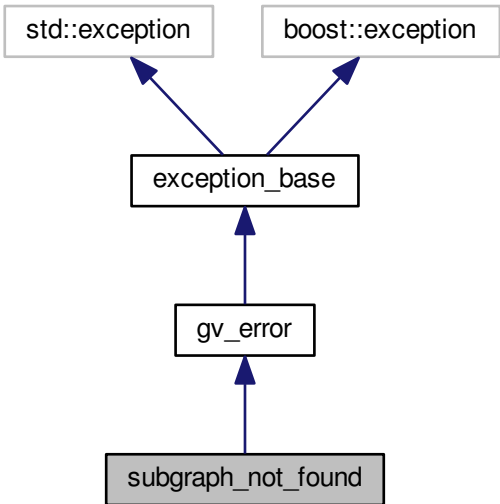 std::exception
boost::exception
exception_base
gv_error
subgraph_not_found